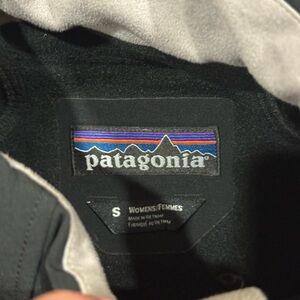 patagonia®
S WOMENS/FEMMES
MADE IN VIETNAM
FABRIQUÉ AU VIETNAM